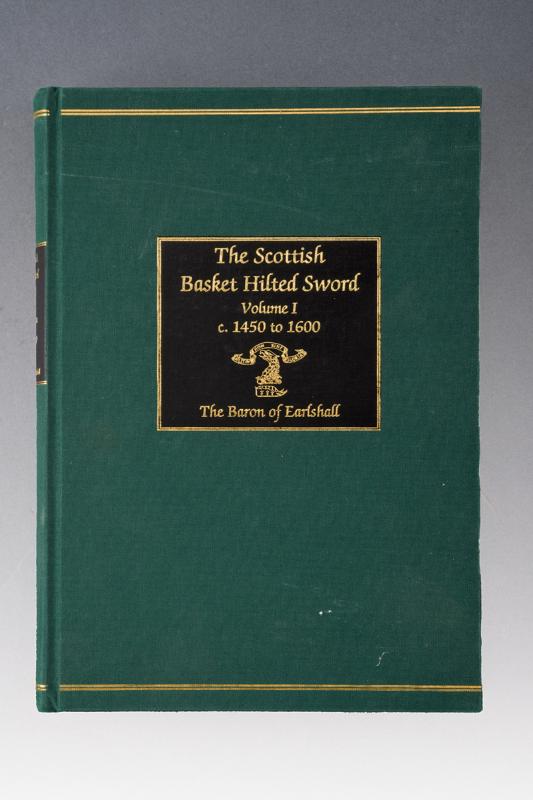 The Scottish
Basket Hilted Sword
Volume I
c. 1450 to 1600
The Baron of Earlshall